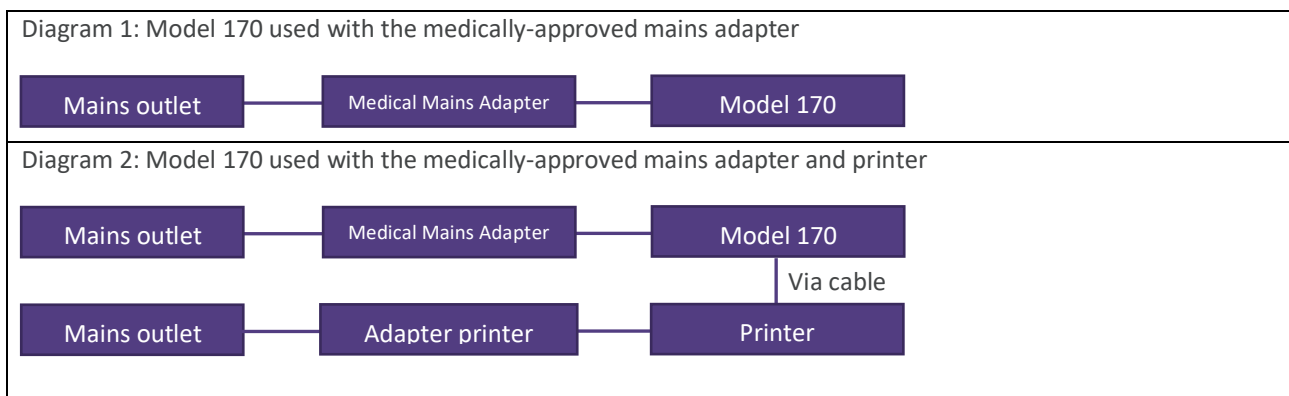 Diagram 1: Model 170 used with the medically-approved mains adapter
Mains outlet Medical Mains Adapter Model 170
Diagram 2: Model 170 used with the medically-approved mains adapter and printer
Mains outlet Medical Mains Adapter Model 170
Via cable
Mains outlet Adapter printer Printer